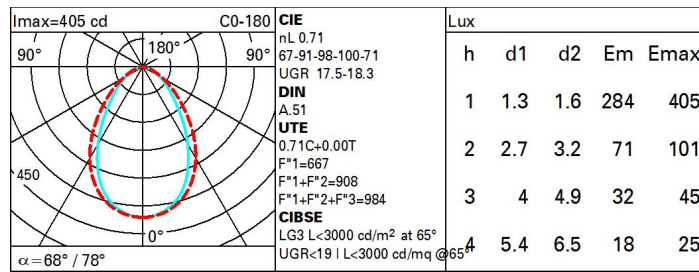 Imax=405 cd C0-180
90° 180° 90°
450
0°
α=68° / 78°
CIE
nL 0.71
67-91-98-100-71
UGR 17.5-18.3
DIN
A.51
UTE
0.71C+0.00T
F"1=667
F"1+F"2=908
F"1+F"2+F"3=984
CIBSE
LG3 L<3000 cd/m² at 65°
UGR<19 | L<3000 cd/mq @65°
Lux
h d1 d2 Em Emax
1 1.3 1.6 284 405
2 2.7 3.2 71 101
3 4 4.9 32 45
4 5.4 6.5 18 25